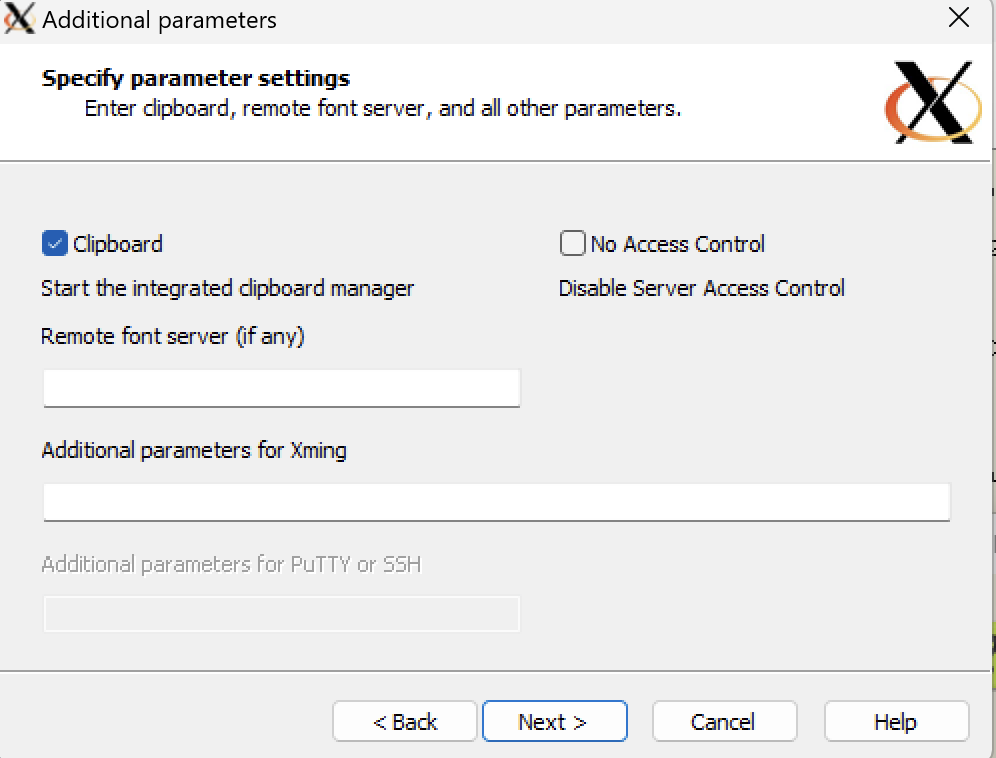 Additional parameters
Specify parameter settings
Enter clipboard, remote font server, and all other parameters.
Clipboard
No Access Control
Start the integrated clipboard manager
Disable Server Access Control
Remote font server (if any)
Additional parameters for Xming
Additional parameters for PuTTY or SSH
< Back
Next >
Cancel
Help